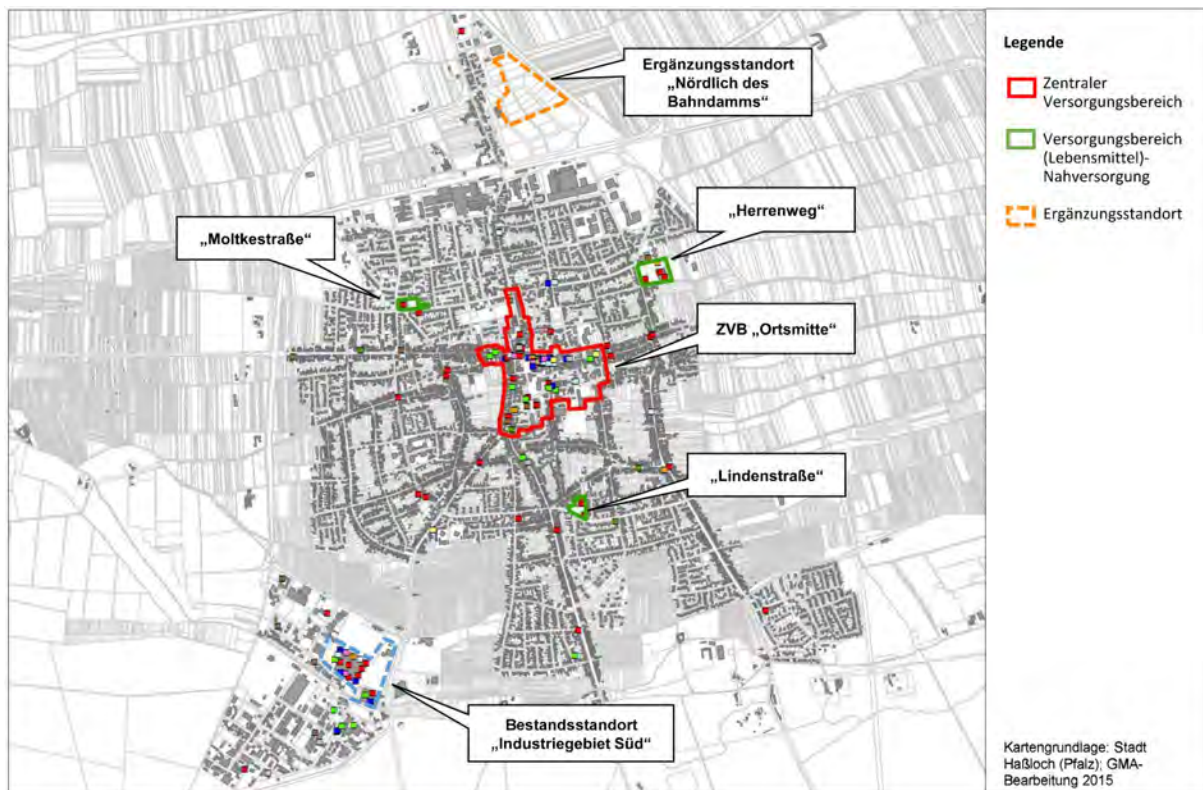 Ergänzungsstandort
„Nördlich des
Bahndamms“
„Herrenweg“
„Moltkestraße“
ZVB „Ortsmitte“
„Lindenstraße“
Bestandsstandort
„Industriegebiet Süd“
Legende
Zentraler
Versorgungsbereich
Versorgungsbereich
(Lebensmittel)-
Nahversorgung
Ergänzungsstandort
Kartengrundlage: Stadt
Haßloch (Pfalz); GMA-
Bearbeitung 2015